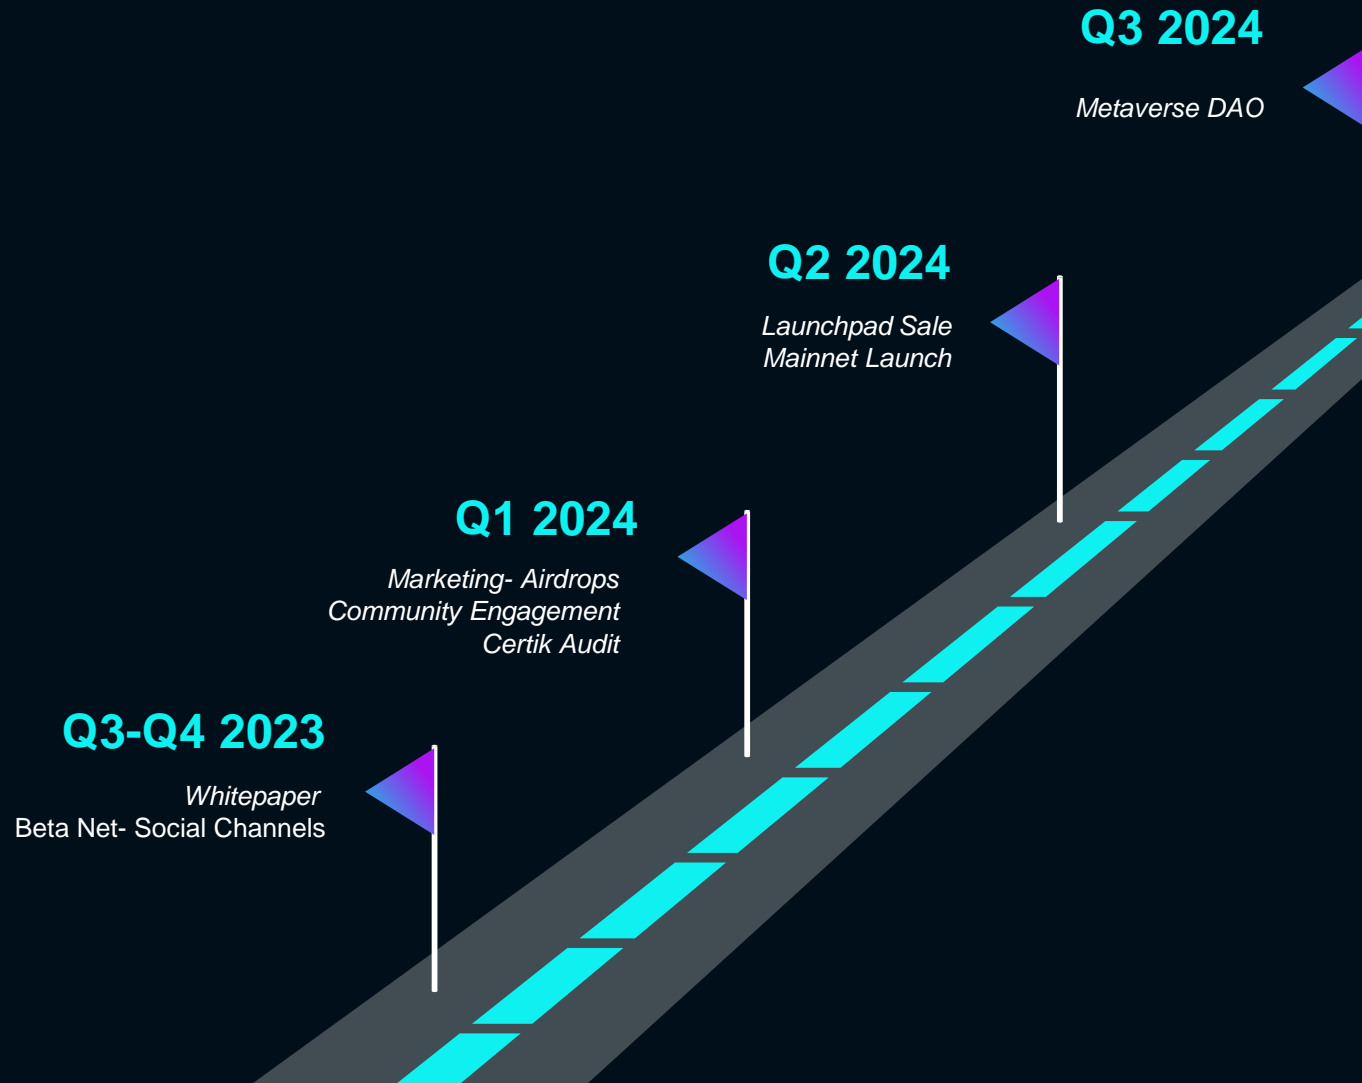 Q3 2024
Metaverse DAO
Q2 2024
Launchpad Sale
Mainnet Launch
Q1 2024
Marketing- Airdrops
Community Engagement
Certik Audit
Q3-Q4 2023
Whitepaper
Beta Net- Social Channels